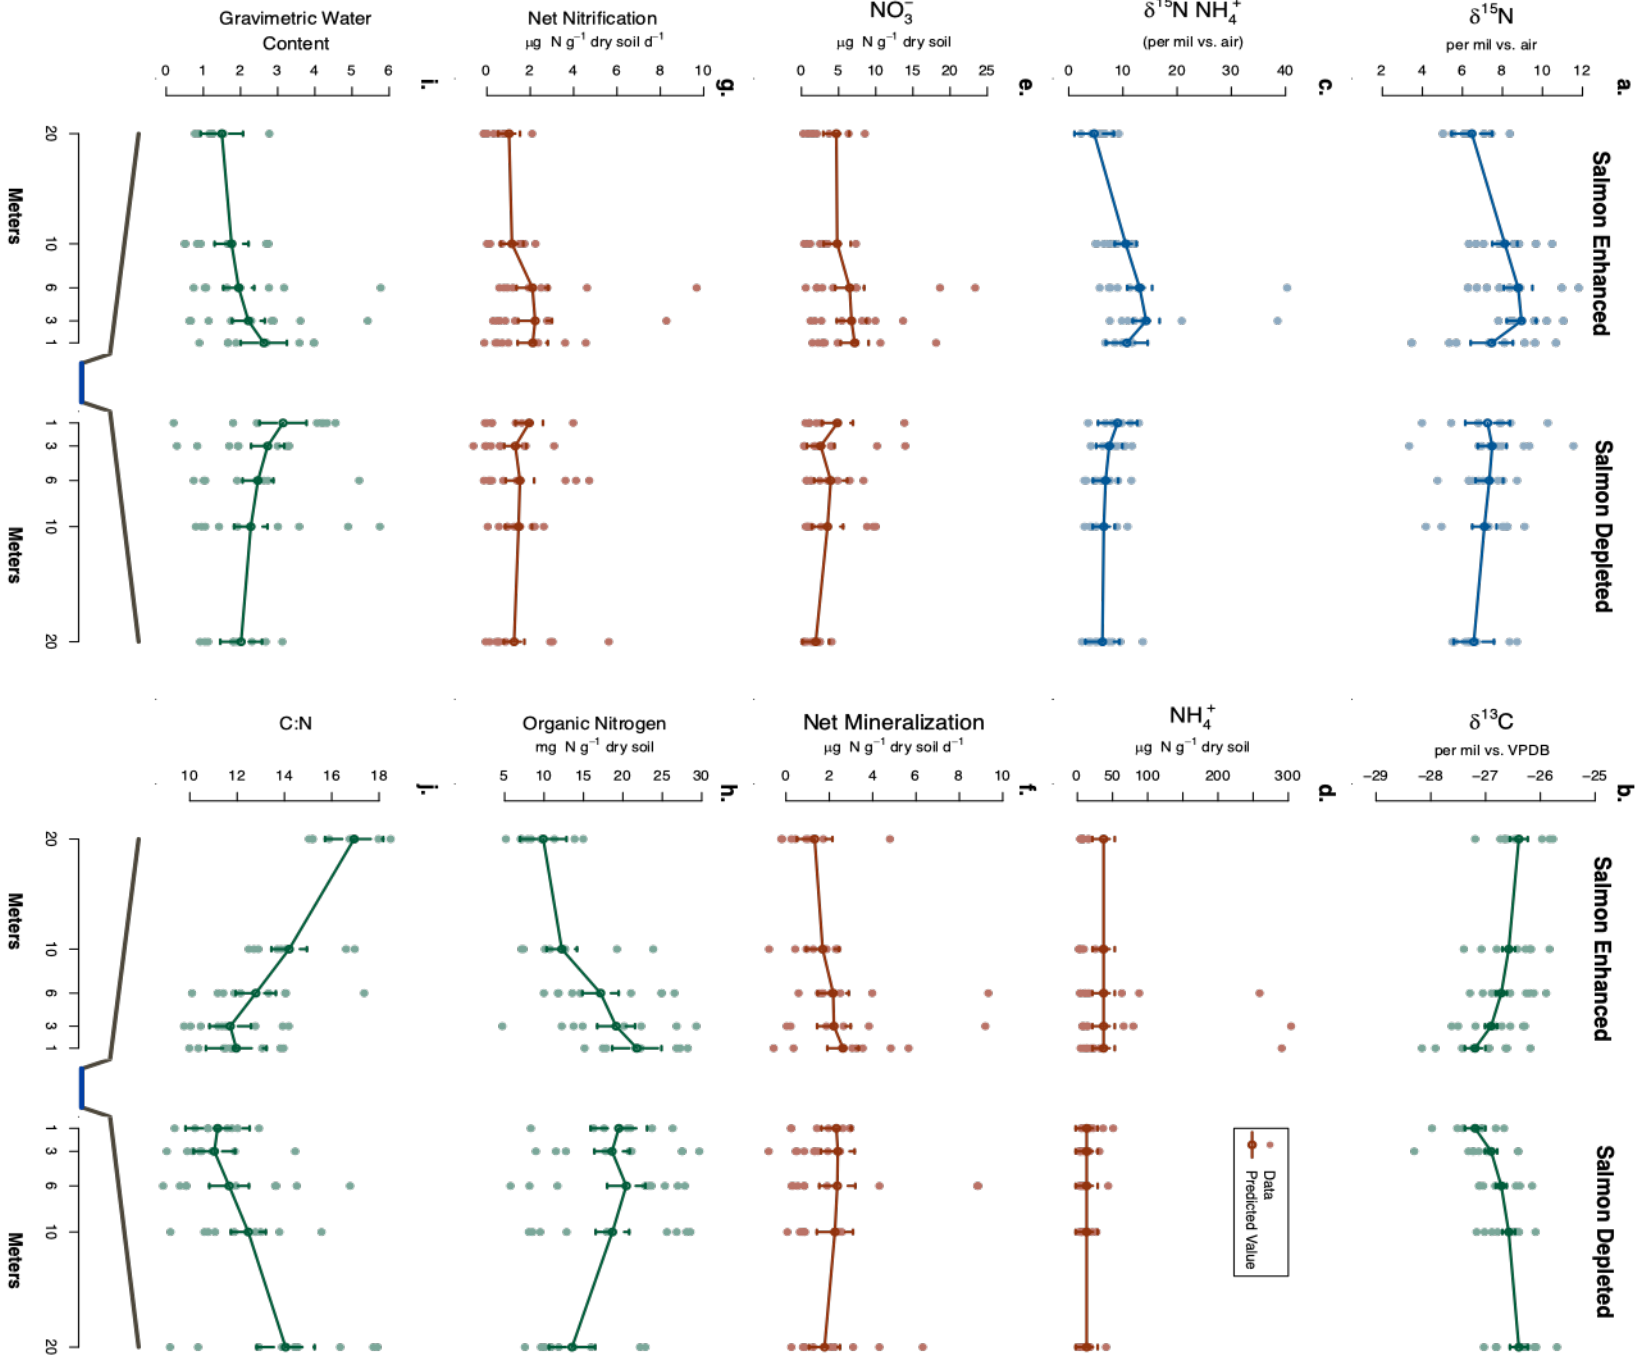 Salmon Enhanced
Salmon Depleted
a.
δ¹⁵N
per mil vs. air
2 4 6 8 10 12
c.
δ¹⁵N NH₄⁺
(per mil vs. air)
0 10 20 30 40
e.
NO₃⁻
μg N g⁻¹ dry soil
0 5 10 15 20 25
g.
Net Nitrification
μg N g⁻¹ dry soil d⁻¹
0 2 4 6 8 10
i.
Gravimetric Water
Content
0 1 2 3 4 5 6
20 10 6 3 1
1 3 6 10 20
Meters
Meters
Salmon Enhanced
Salmon Depleted
b.
δ¹³C
per mil vs. VPDB
−29 −28 −27 −26 −25
d.
NH₄⁺
μg N g⁻¹ dry soil
0 50 100 200 300
Data
Predicted Value
f.
Net Mineralization
μg N g⁻¹ dry soil d⁻¹
0 2 4 6 8 10
h.
Organic Nitrogen
mg N g⁻¹ dry soil
5 10 15 20 25 30
j.
C:N
10 12 14 16 18
20 10 6 3 1
1 3 6 10 20
Meters
Meters